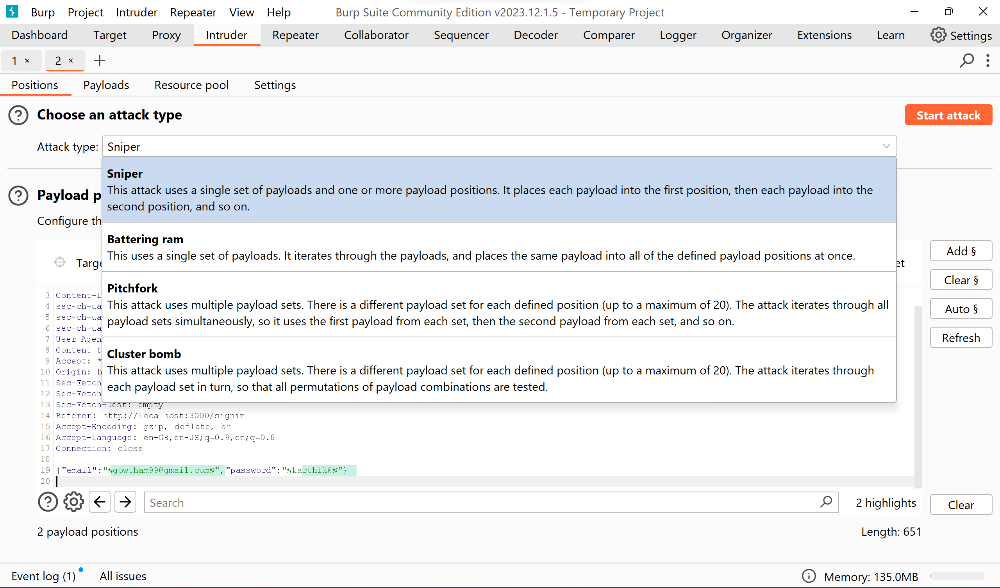 Burp Project Intruder Repeater View Help Burp Suite Community Edition v2023.12.1.5 - Temporary Project
Dashboard Target Proxy Intruder Repeater Collaborator Sequencer Decoder Comparer Logger Organizer Extensions Learn Settings
1 × 2 × +
Positions Payloads Resource pool Settings
? Choose an attack type Start attack
Attack type: Sniper
Sniper
This attack uses a single set of payloads and one or more payload positions. It places each payload into the first position, then each payload into the
second position, and so on.
? Payload p
Configure th
Battering ram
This uses a single set of payloads. It iterates through the payloads, and places the same payload into all of the defined payload positions at once.
Targe et
Add §
Clear §
Auto §
Refresh
Pitchfork
This attack uses multiple payload sets. There is a different payload set for each defined position (up to a maximum of 20). The attack iterates through all
payload sets simultaneously, so it uses the first payload from each set, then the second payload from each set, and so on.
Cluster bomb
This attack uses multiple payload sets. There is a different payload set for each defined position (up to a maximum of 20). The attack iterates through
each payload set in turn, so that all permutations of payload combinations are tested.
3 Content-L
4 sec-ch-ua
5 sec-ch-ua
6 sec-ch-ua
7 User-Agen
8 Content-t
9 Accept: *
10 Origin: h
11 Sec-Fetch
12 Sec-Fetch
13 Sec-Fetch-Dest: empty
14 Referer: http://localhost:3000/signin
15 Accept-Encoding: gzip, deflate, br
16 Accept-Language: en-GB,en-US;q=0.9,en;q=0.8
17 Connection: close
18
19 {"email":"§gowtham99@gmail.com§","password":"§karthik@§"}
20
? Search 2 highlights Clear
2 payload positions Length: 651
Event log (1) All issues Memory: 135.0MB